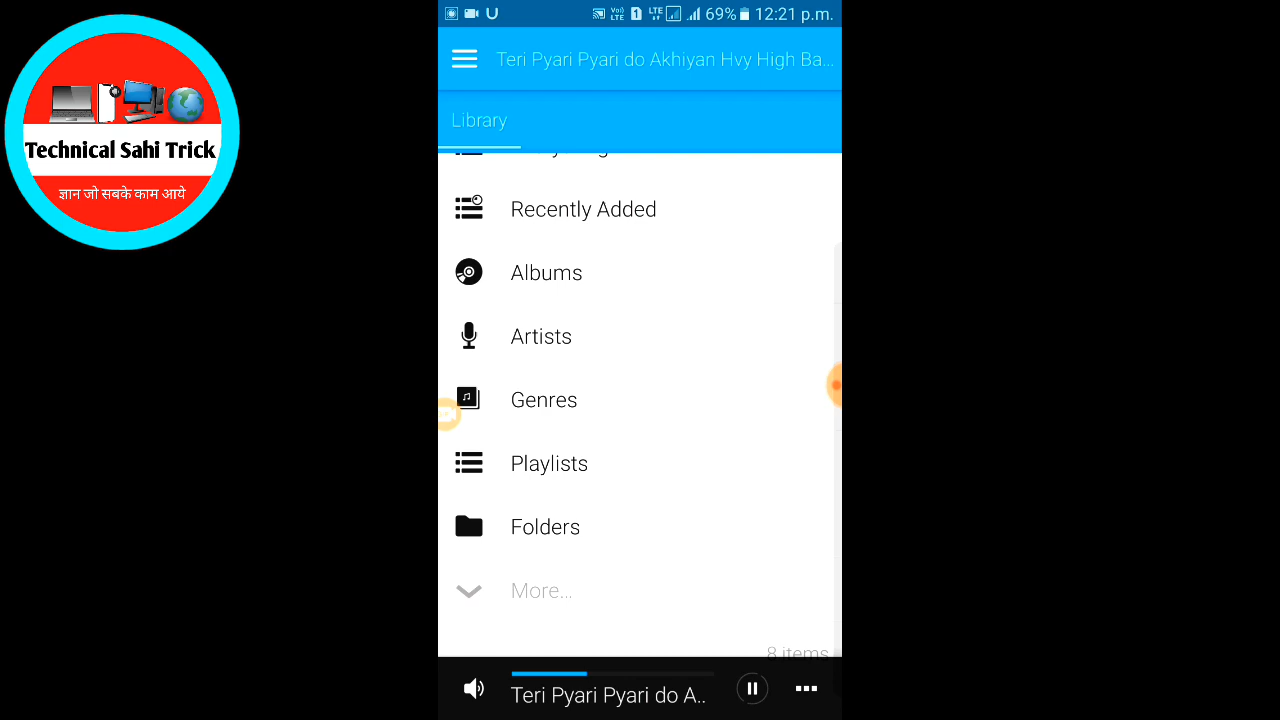 69% 12:21 p.m.
Teri Pyari Pyari do Akhiyan Hvy High Ba...
Library
Technical Sahi Trick
ज्ञान जो सबके काम आये
Recently Added
Albums
Artists
Genres
Playlists
Folders
More...
8 items
Teri Pyari Pyari do A..